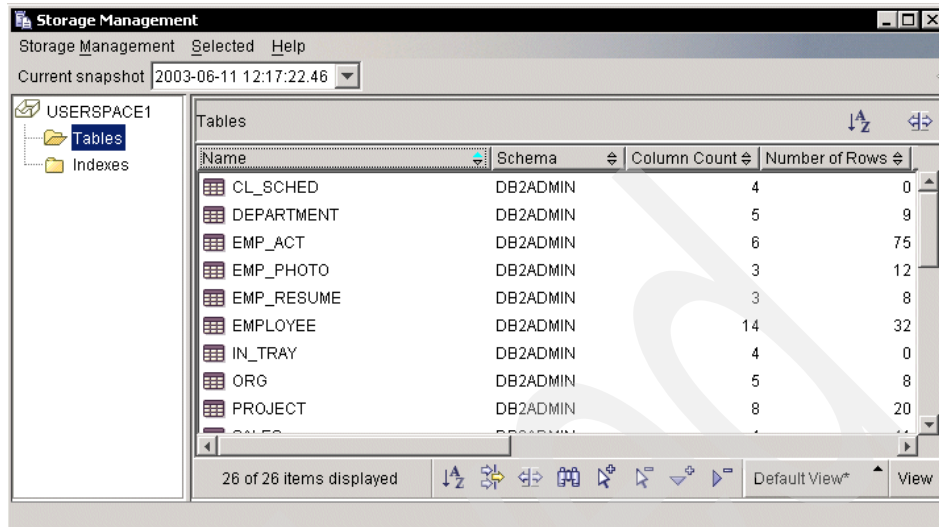 Storage Management
Storage Management Selected Help
Current snapshot 2003-06-11 12:17:22.46
USERSPACE1
Tables
Indexes
Tables
Name Schema Column Count Number of Rows
CL_SCHED DB2ADMIN 4 0
DEPARTMENT DB2ADMIN 5 9
EMP_ACT DB2ADMIN 6 75
EMP_PHOTO DB2ADMIN 3 12
EMP_RESUME DB2ADMIN 3 8
EMPLOYEE DB2ADMIN 14 32
IN_TRAY DB2ADMIN 4 0
ORG DB2ADMIN 5 8
PROJECT DB2ADMIN 8 20
26 of 26 items displayed Default View* View